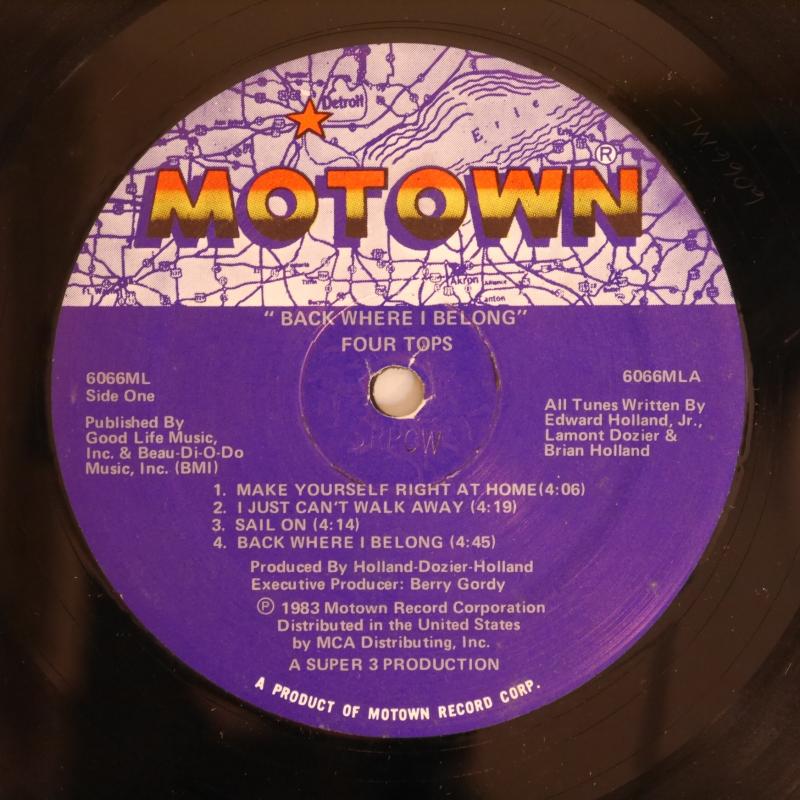 Detroit
Erie
MOTOWN®
Akron
"BACK WHERE I BELONG"
FOUR TOPS
6066ML
Side One
6066MLA
Published By
Good Life Music,
Inc. & Beau-Di-O-Do
Music, Inc. (BMI)
All Tunes Written By
Edward Holland, Jr.,
Lamont Dozier &
Brian Holland
1. MAKE YOURSELF RIGHT AT HOME (4:06)
2. I JUST CAN'T WALK AWAY (4:19)
3. SAIL ON (4:14)
4. BACK WHERE I BELONG (4:45)
Produced By Holland-Dozier-Holland
Executive Producer: Berry Gordy
℗ 1983 Motown Record Corporation
Distributed in the United States
by MCA Distributing, Inc.
A SUPER 3 PRODUCTION
A PRODUCT OF MOTOWN RECORD CORP.